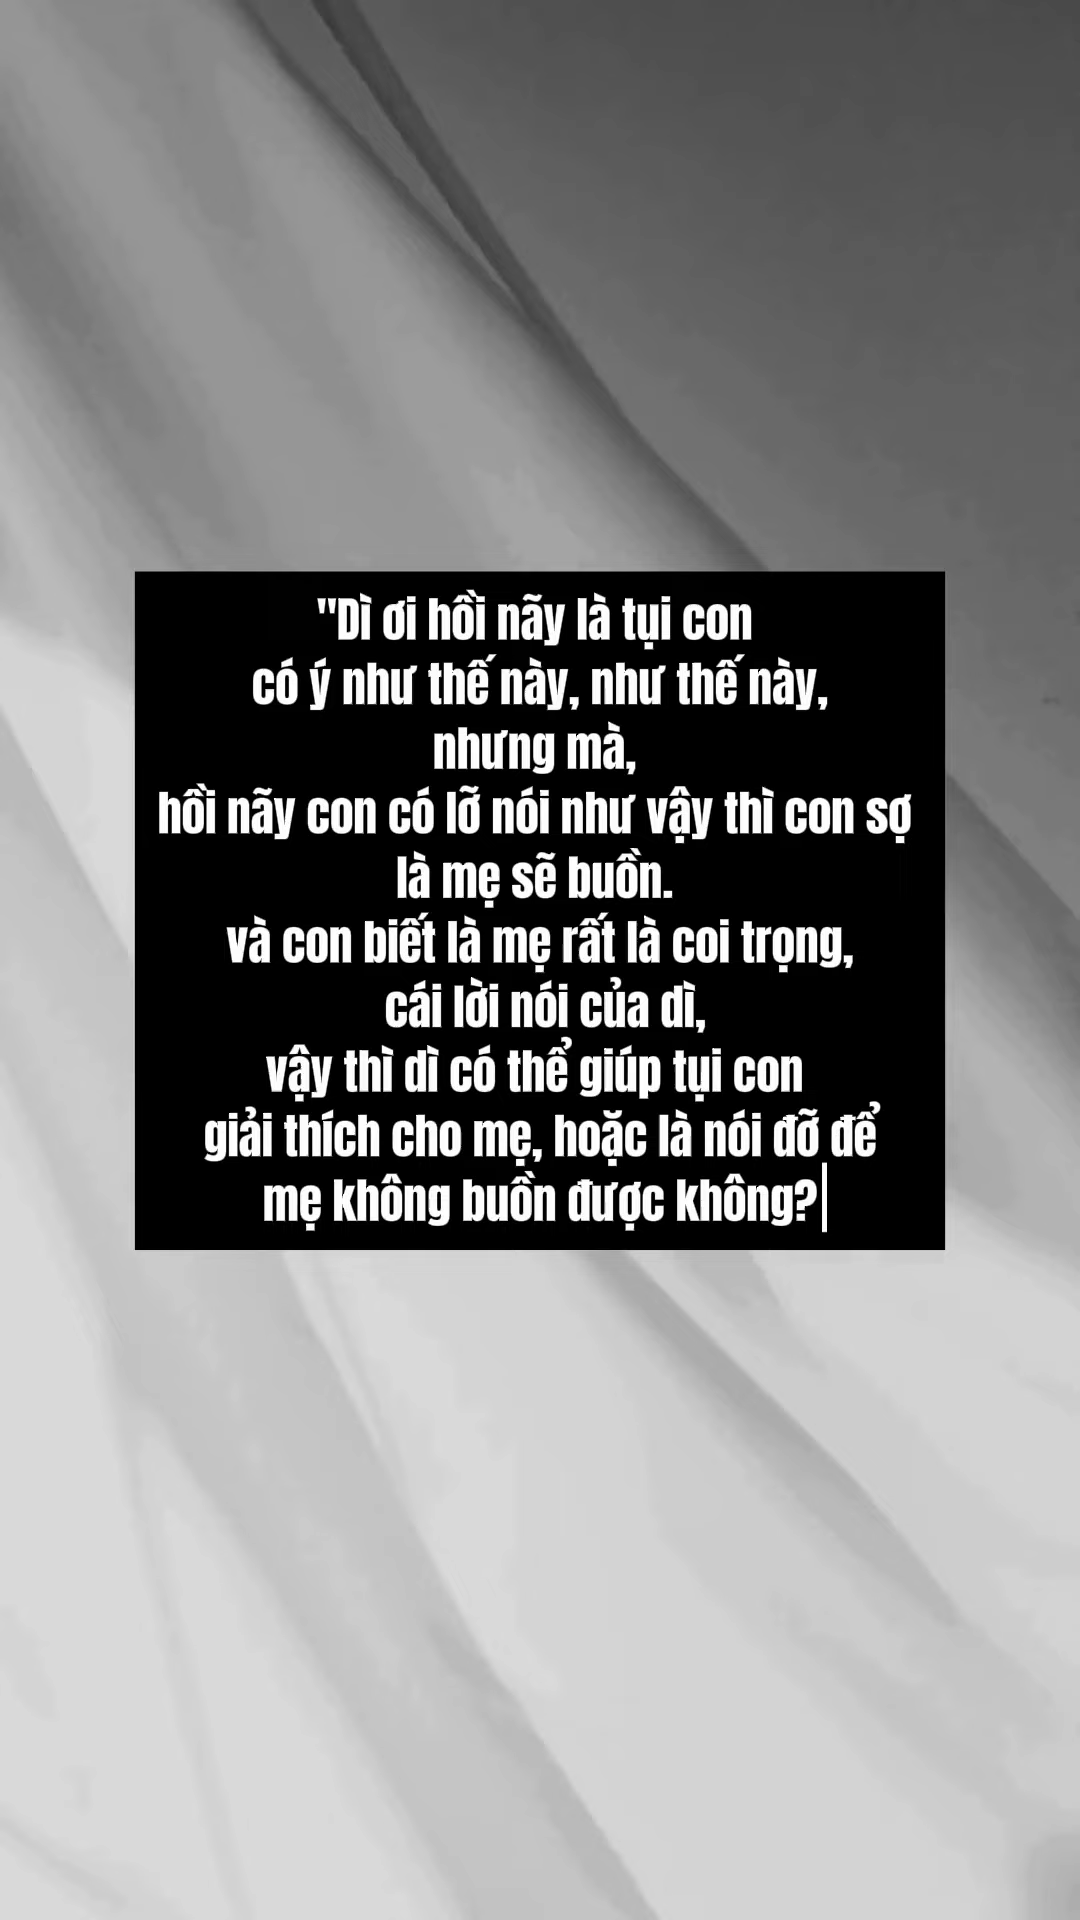 "Dì ơi hồi nãy là tụi con
có ý như thế này, như thế này,
nhưng mà,
hồi nãy con có lỡ nói như vậy thì con sợ
là mẹ sẽ buồn.
và con biết là mẹ rất là coi trọng,
cái lời nói của dì,
vậy thì dì có thể giúp tụi con
giải thích cho mẹ, hoặc là nói đỡ để
mẹ không buồn được không?